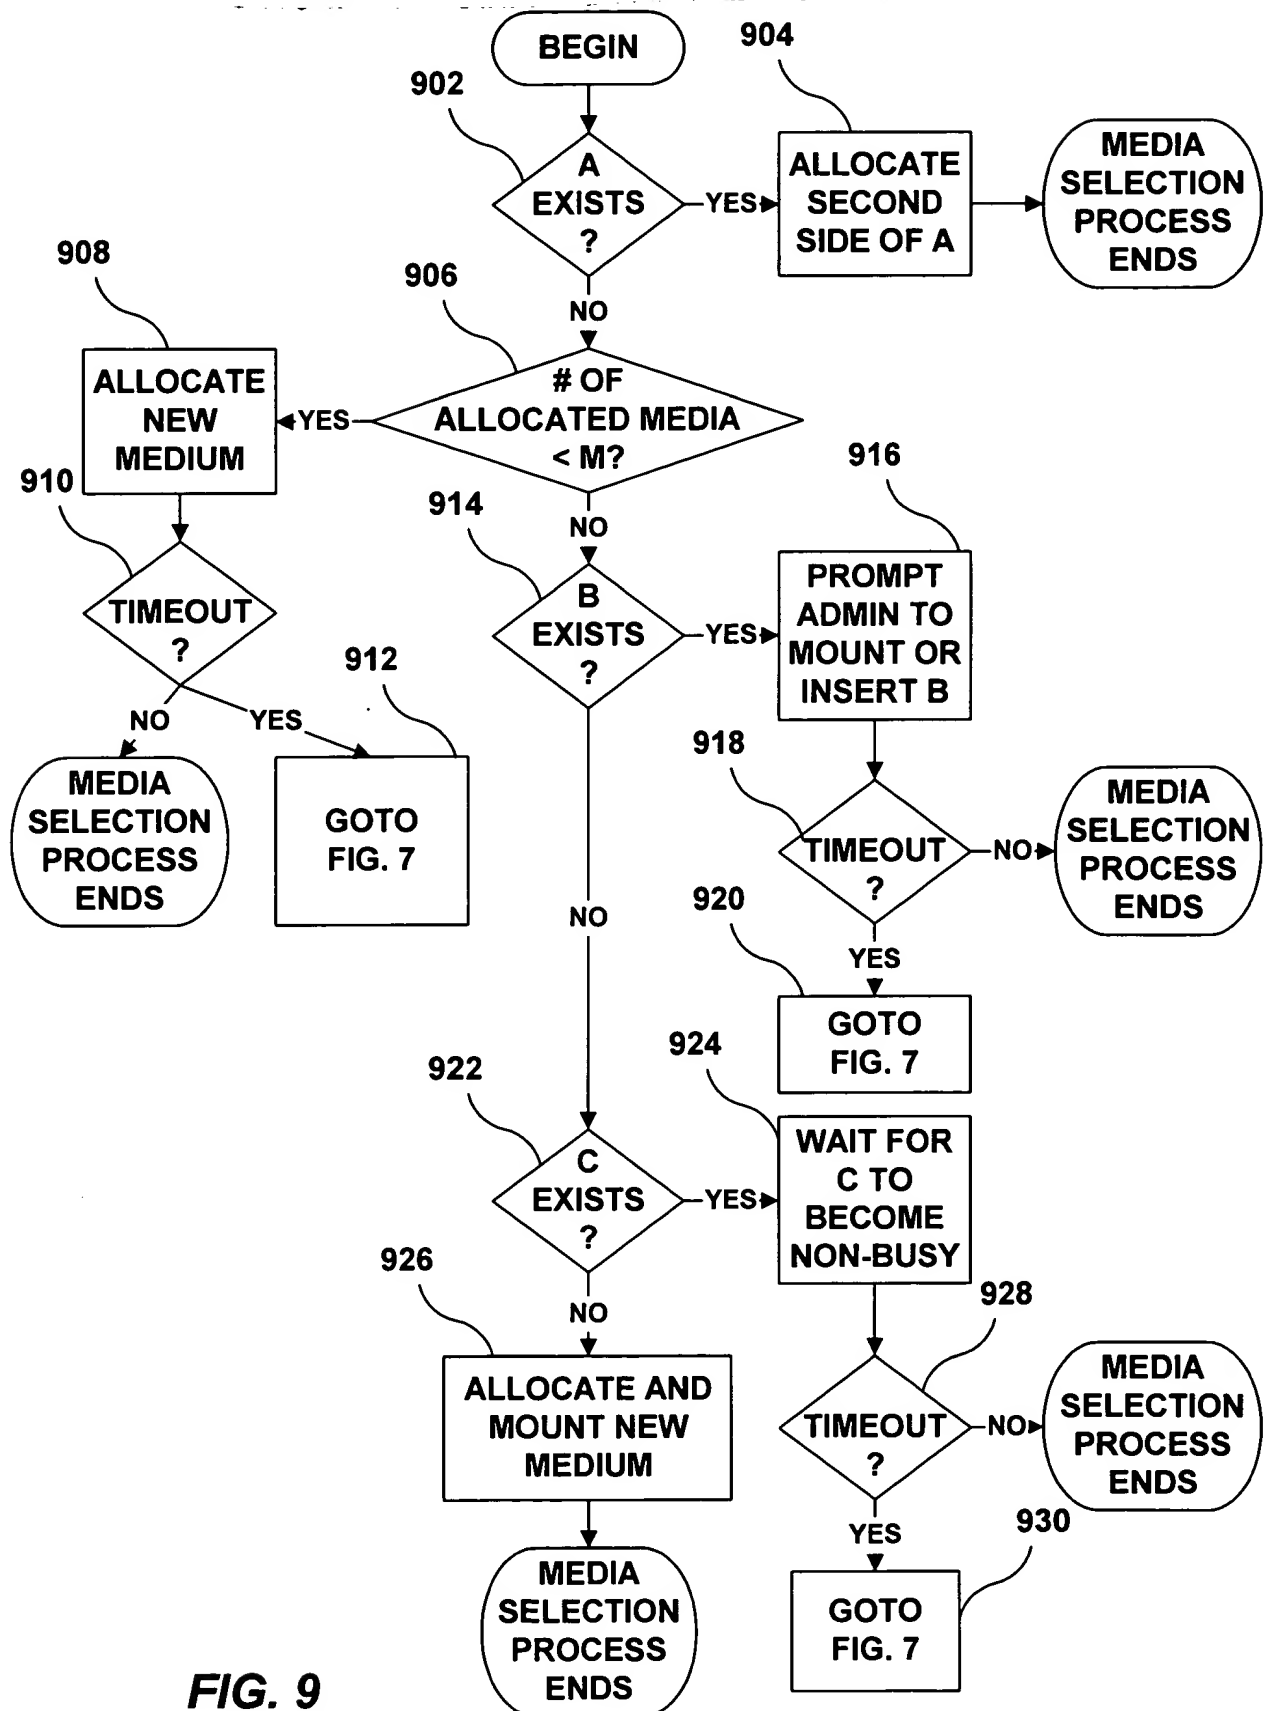 BEGIN
904
902
A
EXISTS
?
YES
ALLOCATE
SECOND
SIDE OF A
MEDIA
SELECTION
PROCESS
ENDS
NO
908
906
ALLOCATE
NEW
MEDIUM
YES
# OF
ALLOCATED MEDIA
< M?
910
NO
914
916
TIMEOUT
?
B
EXISTS
?
YES
PROMPT
ADMIN TO
MOUNT OR
INSERT B
912
NO
YES
MEDIA
SELECTION
PROCESS
ENDS
GOTO
FIG. 7
918
TIMEOUT
?
NO
MEDIA
SELECTION
PROCESS
ENDS
920
NO
YES
GOTO
FIG. 7
924
922
C
EXISTS
?
YES
WAIT FOR
C TO
BECOME
NON-BUSY
926
NO
928
ALLOCATE AND
MOUNT NEW
MEDIUM
TIMEOUT
?
NO
MEDIA
SELECTION
PROCESS
ENDS
YES
930
MEDIA
SELECTION
PROCESS
ENDS
GOTO
FIG. 7
FIG. 9